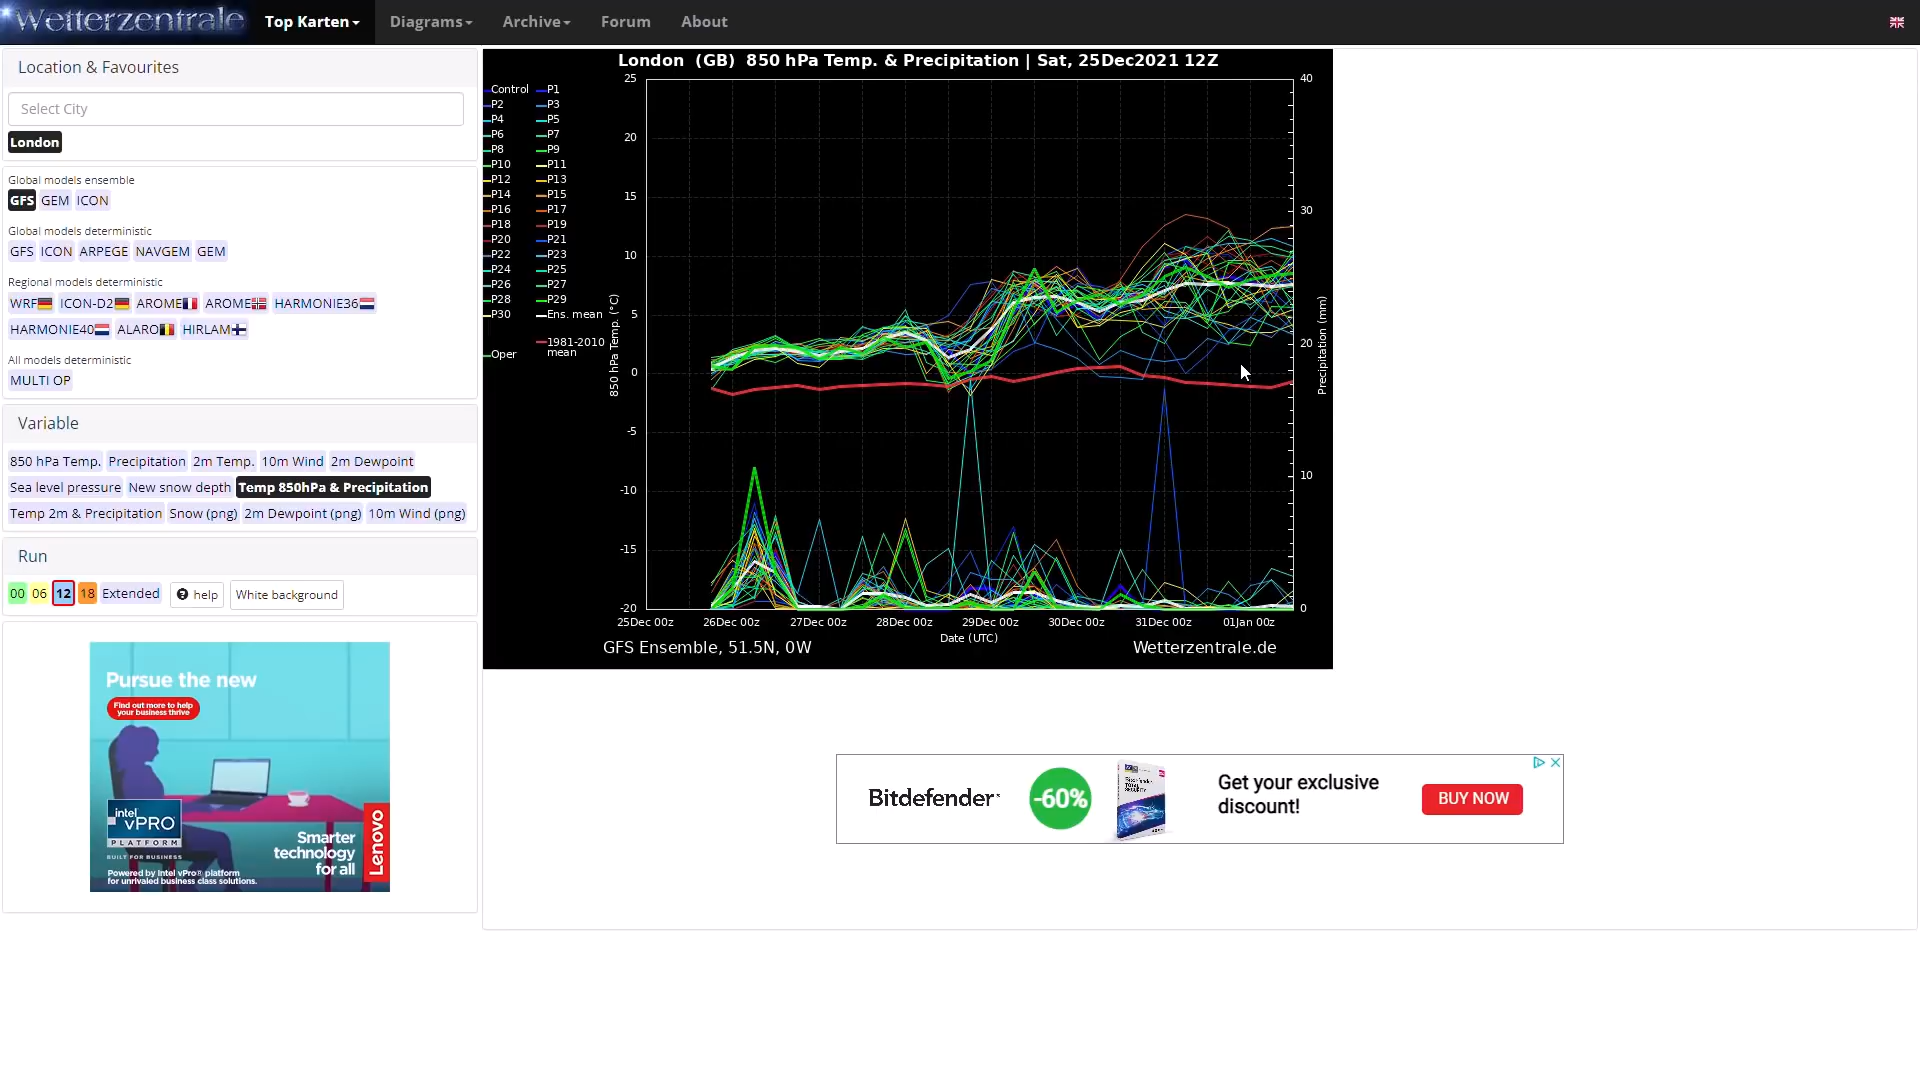 Wetterzentrale
Top Karten
Diagrams
Archive
Forum
About
Location & Favourites
Select City
London
Global models ensemble
GFS GEM ICON
Global models deterministic
GFS ICON ARPEGE NAVGEM GEM
Regional models deterministic
WRF ICON-D2 AROME AROME HARMONIE36
HARMONIE40 ALARO HIRLAM
All models deterministic
MULTI OP
Variable
850 hPa Temp. Precipitation 2m Temp. 10m Wind 2m Dewpoint
Sea level pressure New snow depth Temp 850hPa & Precipitation
Temp 2m & Precipitation Snow (png) 2m Dewpoint (png) 10m Wind (png)
Run
00 06 12 18 Extended help White background
Pursue the new
Find out more to help
your business thrive
intel
vPRO
PLATFORM
BUILT FOR BUSINESS
Smarter
technology
for all
Lenovo
Powered by Intel vPro® platform
for unrivaled business class solutions.
London (GB) 850 hPa Temp. & Precipitation | Sat, 25Dec2021 12Z
Control P1
P2 P3
P4 P5
P6 P7
P8 P9
P10 P11
P12 P13
P14 P15
P16 P17
P18 P19
P20 P21
P22 P23
P24 P25
P26 P27
P28 P29
P30 Ens. mean
1981-2010
mean
Oper
850 hPa Temp. (°C)
25
20
15
10
5
0
-5
-10
-15
-20
40
30
20
10
0
Precipitation (mm)
25Dec 00z 26Dec 00z 27Dec 00z 28Dec 00z 29Dec 00z 30Dec 00z 31Dec 00z 01Jan 00z
Date (UTC)
GFS Ensemble, 51.5N, 0W
Wetterzentrale.de
Bitdefender
-60%
Get your exclusive
discount!
BUY NOW